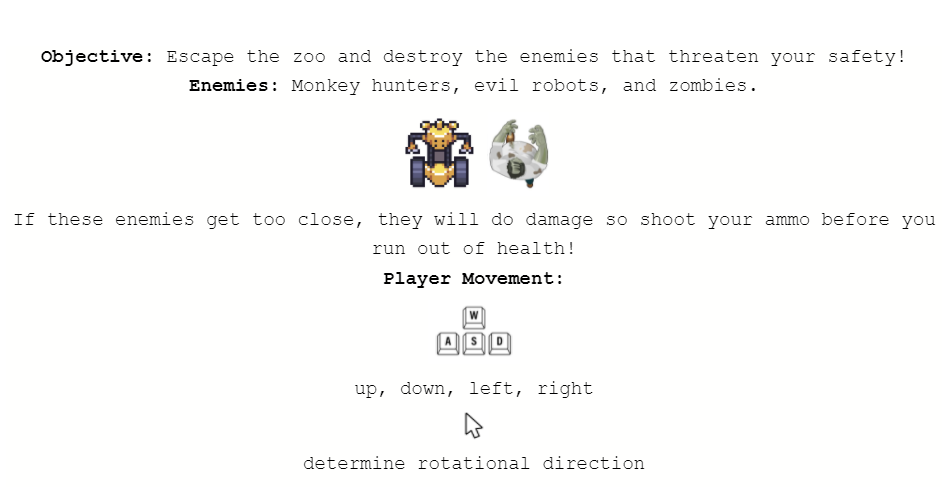 Objective: Escape the zoo and destroy the enemies that threaten your safety!
Enemies: Monkey hunters, evil robots, and zombies.
If these enemies get too close, they will do damage so shoot your ammo before you
run out of health!
Player Movement:
W
A S D
up, down, left, right
determine rotational direction